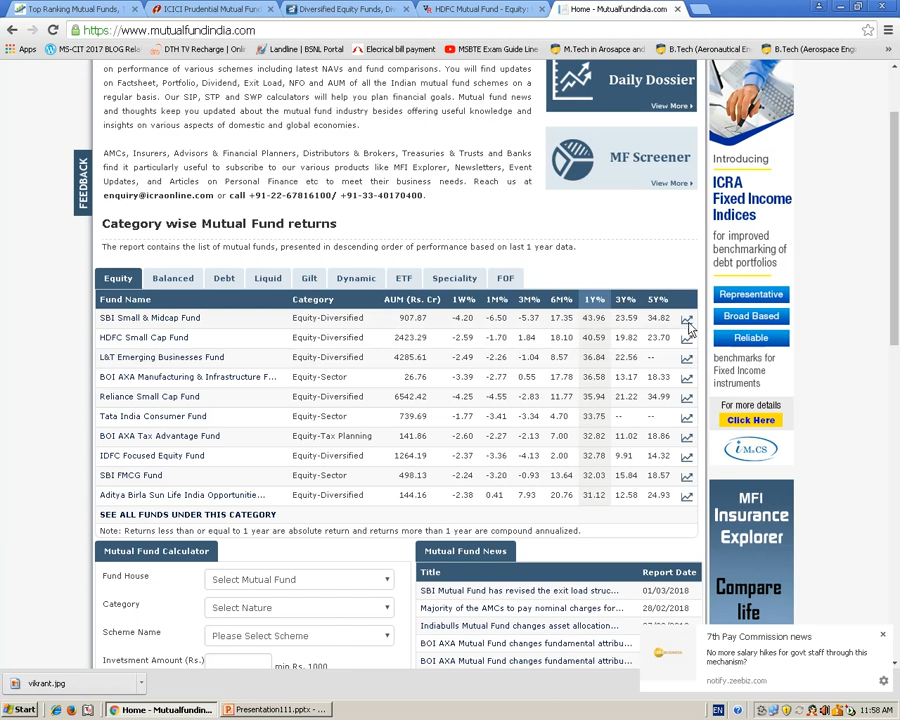 Top Ranking Mutual Funds,
ICICI Prudential Mutual Fun
Diversified Equity Funds, Di
HDFC Mutual Fund - Equity
Home - Mutualfundindia.com
https://www.mutualfundindia.com
Apps
MS-CIT 2017 BLOG Rela
DTH TV Recharge | Onli
Landline | BSNL Portal
Elecrical bill payment
MSBTE Exam Guide Line
M.Tech in Arosapce and
B.Tech(Aeronautical Eng
B.Tech(Aerospace Engi
on performance of various schemes including latest NAVs and fund comparisons. You will find updates
on Factsheet, Portfolio, Dividend, Exit Load, NFO and AUM of all the Indian mutual fund schemes on a
regular basis. Our SIP, STP and SWP calculators will help you plan financial goals. Mutual fund news
and thoughts keep you updated about the mutual fund industry besides offering useful knowledge and
insights on various aspects of domestic and global economies.
AMCs, Insurers, Advisors & Financial Planners, Distributors & Brokers, Treasuries & Trusts and Banks
find it particularly useful to subscribe to our various products like MFI Explorer, Newsletters, Event
Updates, and Articles on Personal Finance etc to meet their business needs. Reach us at
enquiry@icraonline.com or call +91-22-67816100/ +91-33-40170400.
Daily Dossier
View More
MF Screener
View More
FEEDBACK
Category wise Mutual Fund returns
The report contains the list of mutual funds, presented in descending order of performance based on last 1 year data.
Equity Balanced Debt Liquid Gilt Dynamic ETF Speciality FOF
Fund Name Category AUM (Rs. Cr) 1W% 1M% 3M% 6M% 1Y% 3Y% 5Y%
SBI Small & Midcap Fund Equity-Diversified 907.87 -4.20 -6.50 -5.37 17.35 43.96 23.59 34.82
HDFC Small Cap Fund Equity-Diversified 2423.29 -2.59 -1.70 1.84 18.10 40.59 19.82 23.70
L&T Emerging Businesses Fund Equity-Diversified 4285.61 -2.49 -2.26 -1.04 8.57 36.84 22.56 --
BOI AXA Manufacturing & Infrastructure F... Equity-Sector 26.76 -3.39 -2.77 0.55 17.78 36.58 13.17 18.33
Reliance Small Cap Fund Equity-Diversified 6542.42 -4.25 -4.55 -2.83 11.77 35.94 21.22 34.99
Tata India Consumer Fund Equity-Sector 739.69 -1.77 -3.41 -3.34 4.70 33.75 -- --
BOI AXA Tax Advantage Fund Equity-Tax Planning 141.86 -2.60 -2.27 -2.13 7.00 32.82 11.02 18.86
IDFC Focused Equity Fund Equity-Diversified 1264.19 -2.37 -3.36 -4.13 2.00 32.78 9.91 14.32
SBI FMCG Fund Equity-Sector 498.13 -2.24 -3.20 -0.93 13.64 32.03 15.84 18.57
Aditya Birla Sun Life India Opportunitie... Equity-Diversified 144.16 -2.38 0.41 7.93 20.76 31.12 12.58 24.93
SEE ALL FUNDS UNDER THIS CATEGORY
Note: Returns less than or equal to 1 year are absolute return and returns more than 1 year are compound annualized.
Mutual Fund Calculator
Fund House Select Mutual Fund
Category Select Nature
Scheme Name Please Select Scheme
Invetsment Amount (Rs.) min Rs. 1000
Mutual Fund News
Title Report Date
SBI Mutual Fund has revised the exit load struc... 01/03/2018
Majority of the AMCs to pay nominal charges for... 28/02/2018
Indiabulls Mutual Fund changes asset allocation...
BOI AXA Mutual Fund changes fundamental attribu...
BOI AXA Mutual Fund changes fundamental attribu...
Introducing
ICRA
Fixed Income
Indices
for improved
benchmarking of
debt portfolios
Representative
Broad Based
Reliable
benchmarks for
Fixed Income
instruments
For more details
Click Here
MFI
Insurance
Explorer
Compare
life
7th Pay Commission news
No more salary hikes for govt staff through this
mechanism?
notify.zeebiz.com
vikrant.jpg
Start
Home - Mutualfundin...
Presentation111.pptx - ...
EN
11:58 AM